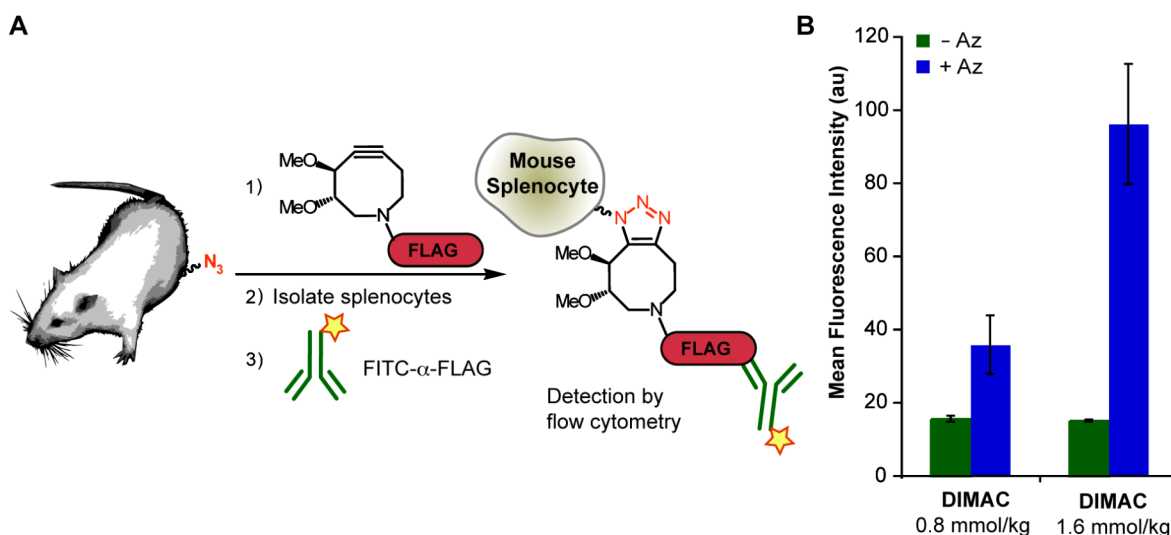 A
N₃
1)
MeO
MeO
N
FLAG
2) Isolate splenocytes
3)
FITC-α-FLAG
Mouse
Splenocyte
N
N
N
MeO
MeO
N
FLAG
Detection by
flow cytometry
B
Mean Fluorescence Intensity (au)
120
100
80
60
40
20
0
– Az
+ Az
DIMAC
0.8 mmol/kg
DIMAC
1.6 mmol/kg